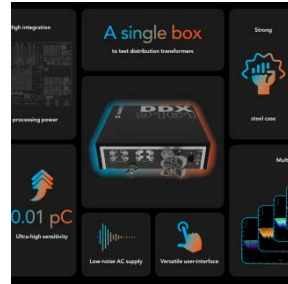 High integration
A single box
to test distribution transformers
Strong
processing power
DDX
steel case
0.01 pC
Ultra-high sensitivity
Low-noise AC supply
Versatile user-interface
Mult